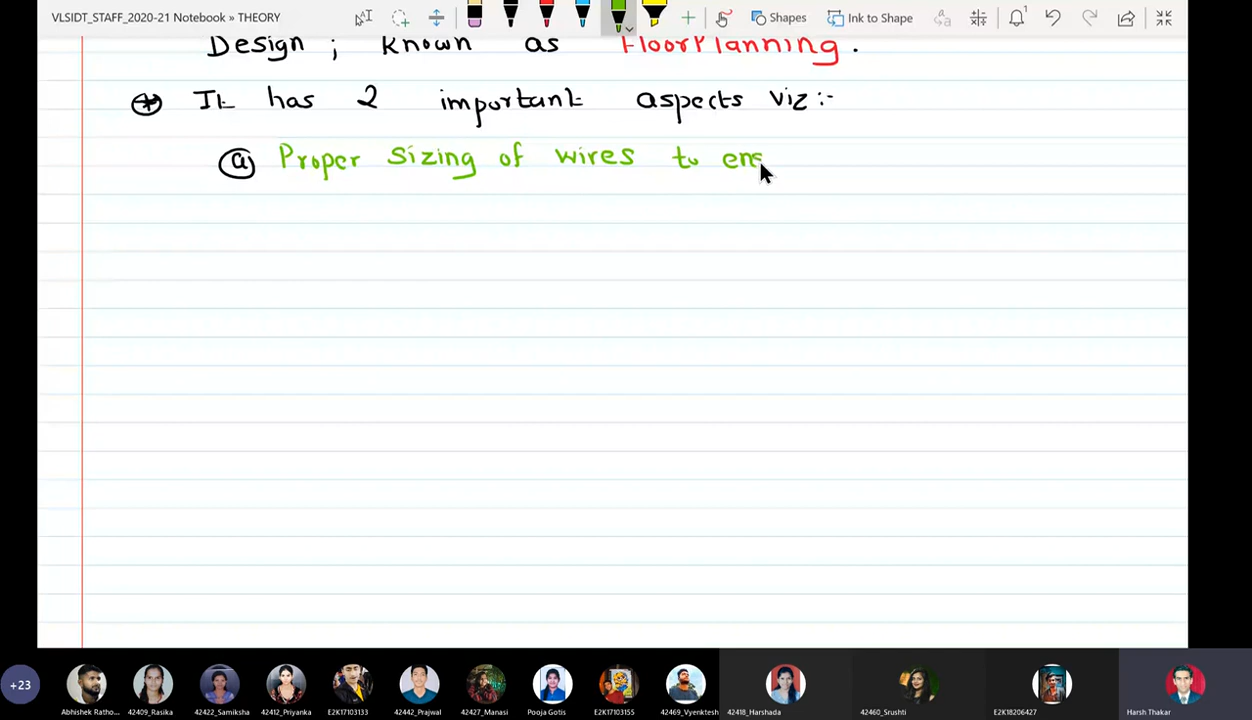 VLSIDT_STAFF_2020-21 Notebook » THEORY
Shapes
Ink to Shape
Design ; Known as FloorPlanning .
It has 2 important aspects viz :-
(a) Proper Sizing of wires to ens
+23
Abhishek Ratho...
42409_Rasika
42422_Samiksha
42412_Priyanka
E2K17103133
42442_Prajwal
42427_Manasi
Pooja Gotis
E2K17103155
42469_Vyenktesh
42418_Harshada
42460_Srushti
E2K18206427
Harsh Thakar